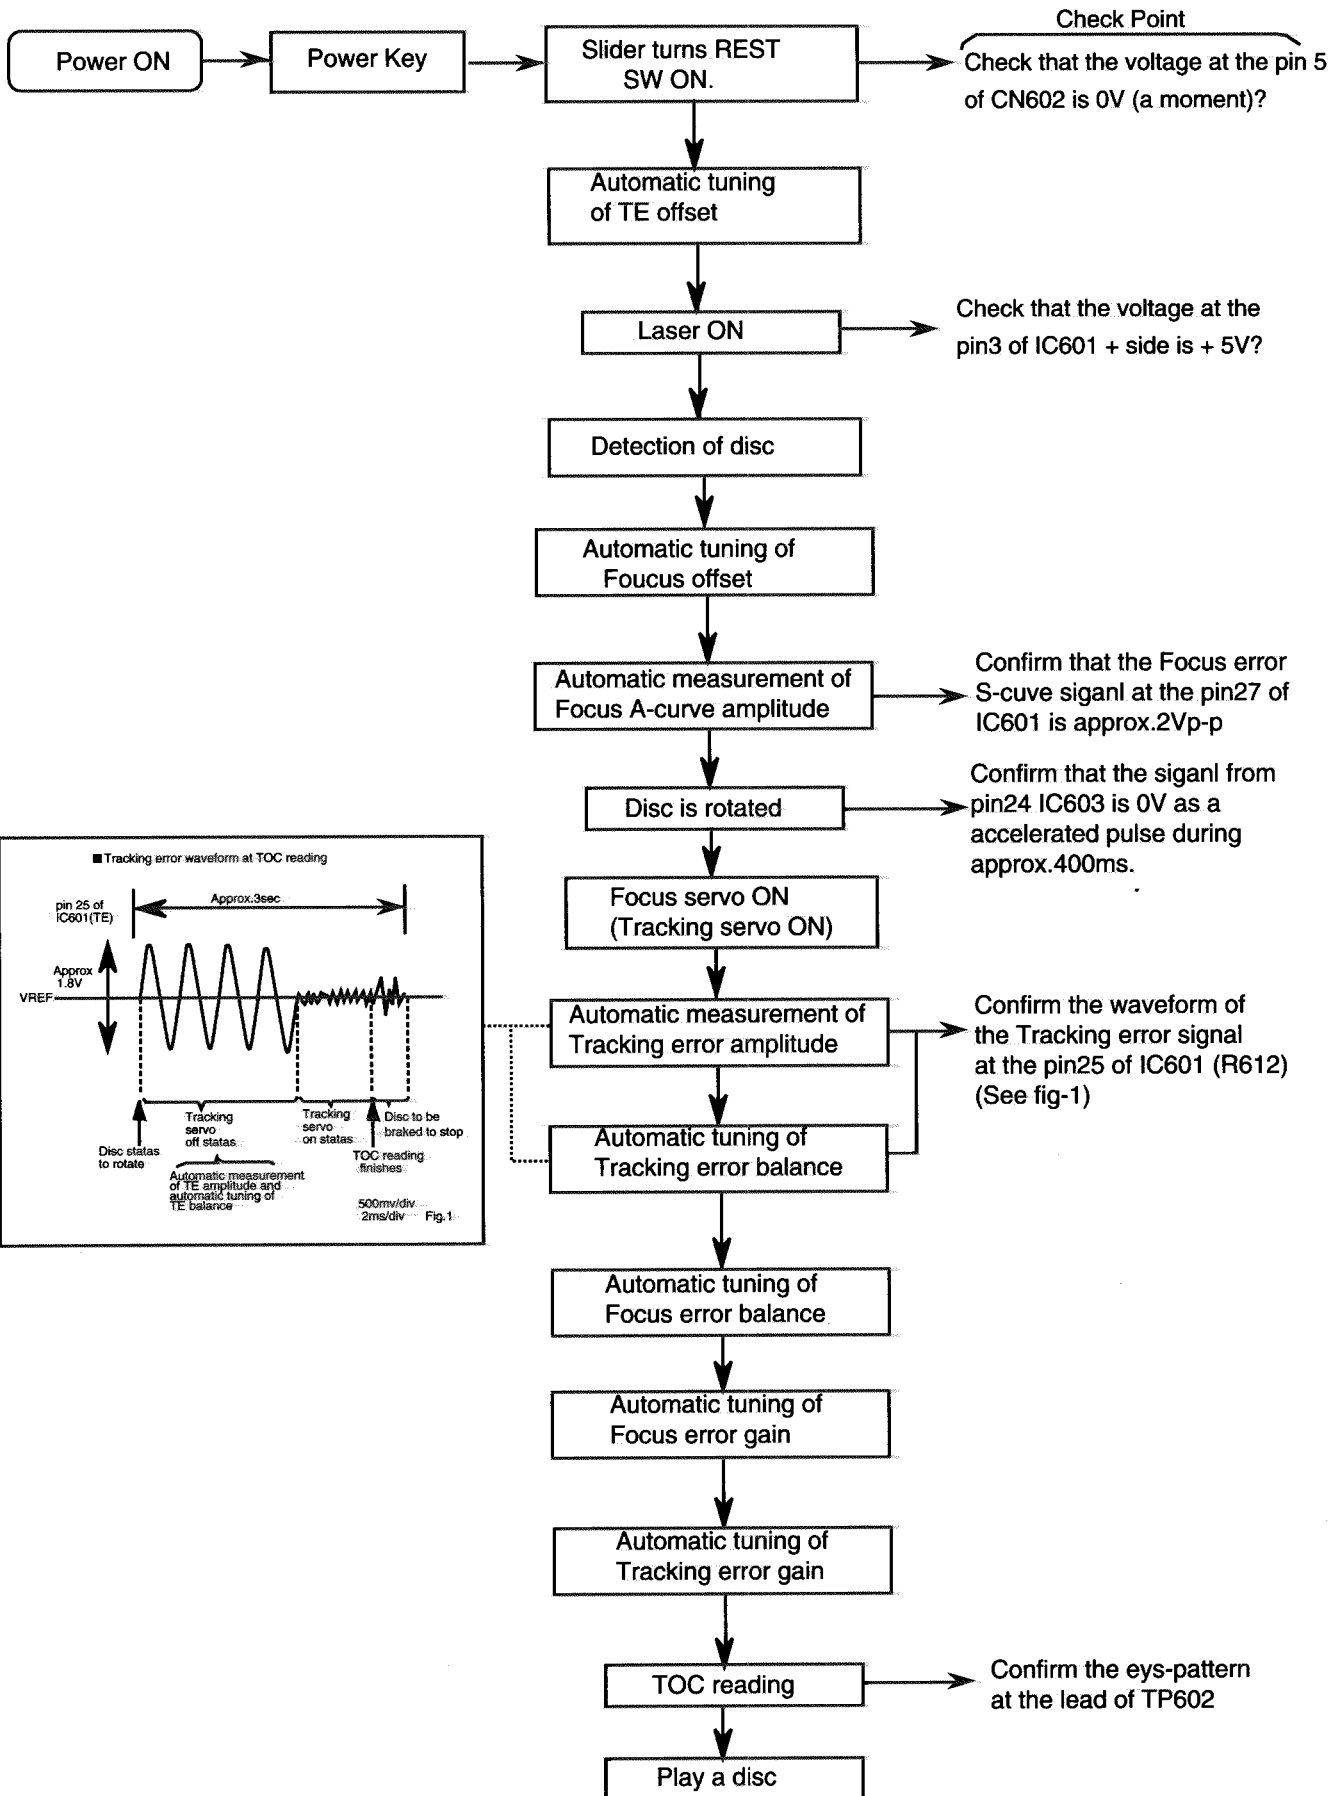 Check Point
Power ON
Power Key
Slider turns REST
SW ON.
Check that the voltage at the pin 5
of CN602 is 0V (a moment)?
Automatic tuning
of TE offset
Laser ON
Check that the voltage at the
pin3 of IC601 + side is + 5V?
Detection of disc
Automatic tuning of
Foucus offset
Automatic measurement of
Focus A-curve amplitude
Confirm that the Focus error
S-cuve siganl at the pin27 of
IC601 is approx.2Vp-p
Disc is rotated
Confirm that the siganl from
pin24 IC603 is 0V as a
accelerated pulse during
approx.400ms.
Focus servo ON
(Tracking servo ON)
■ Tracking error waveform at TOC reading
pin 25 of
IC601(TE)
Approx.3sec
Approx
1.8V
VREF
Disc statas
to rotate
Tracking
servo
off statas
Tracking
servo
on statas
Disc to be
braked to stop
TOC reading
finishes
Automatic measurement
of TE amplitude and
automatic tuning of
TE balance
500mv/div
2ms/div
Fig.1
Automatic measurement of
Tracking error amplitude
Confirm the waveform of
the Tracking error signal
at the pin25 of IC601 (R612)
(See fig-1)
Automatic tuning of
Tracking error balance
Automatic tuning of
Focus error balance
Automatic tuning of
Focus error gain
Automatic tuning of
Tracking error gain
TOC reading
Confirm the eys-pattern
at the lead of TP602
Play a disc